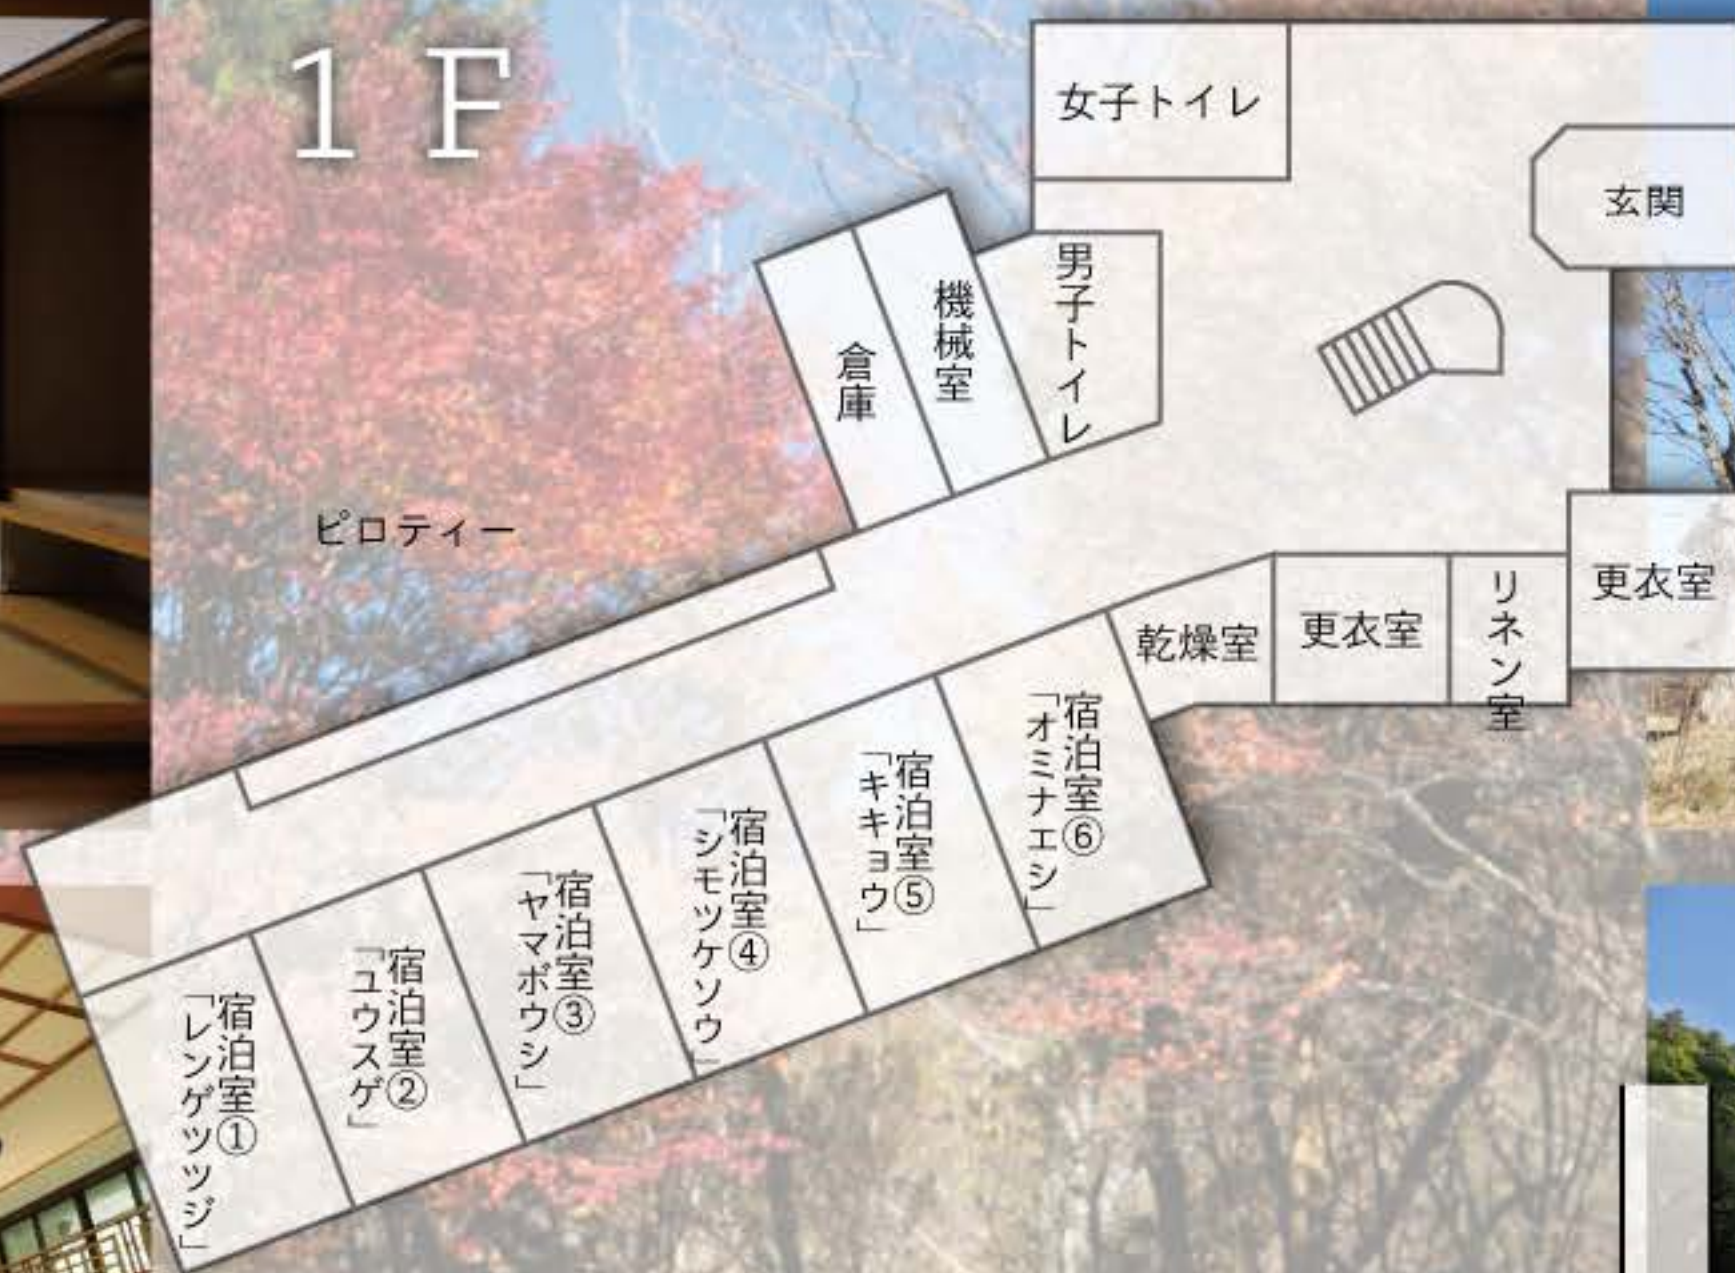 1F
女子トイレ
玄関
男子トイレ
機械室
倉庫
ピロティー
更衣室
リネン室
更衣室
乾燥室
宿泊室⑥
「オミナエシ」
宿泊室⑤
「キキョウ」
宿泊室④
「シモツケソウ」
宿泊室③
「ヤマボウシ」
宿泊室②
「ユウスゲ」
宿泊室①
「レンゲツツジ」